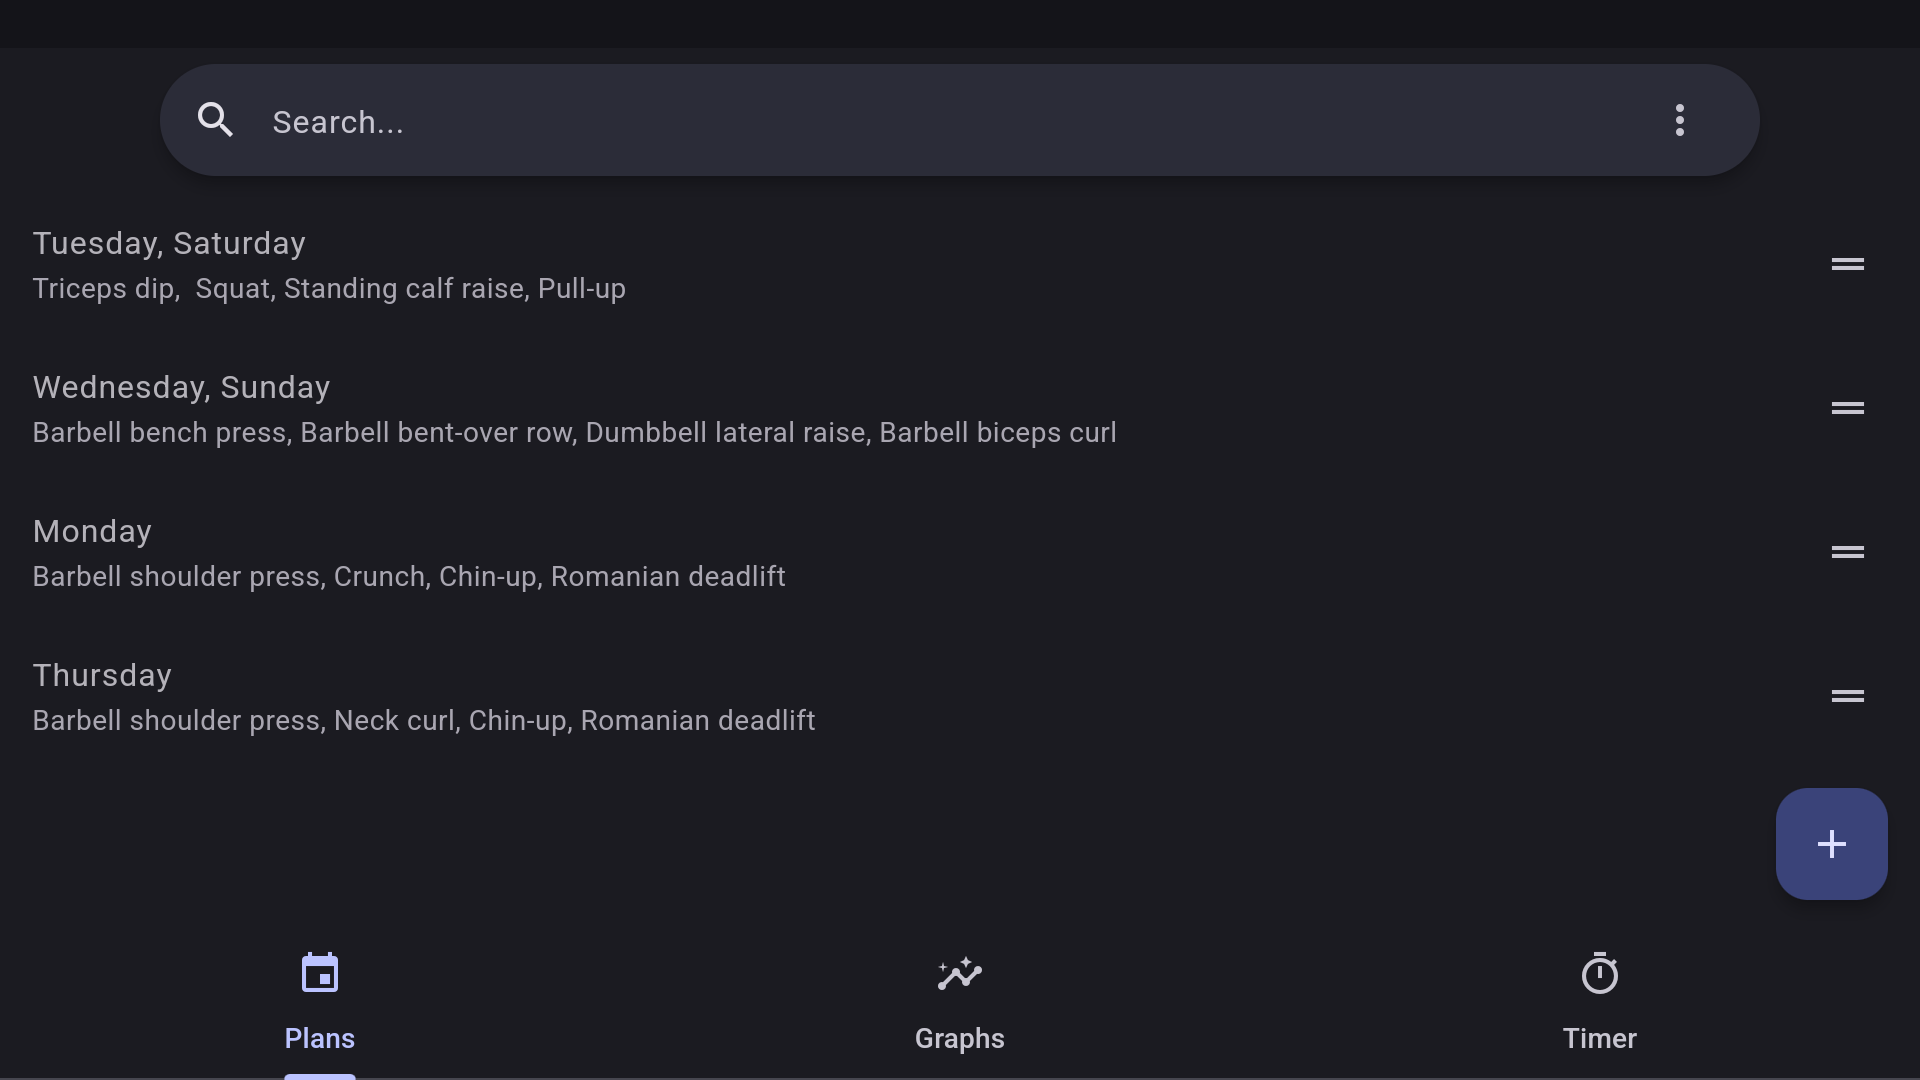 Search...
Tuesday, Saturday
Triceps dip,  Squat, Standing calf raise, Pull-up
Wednesday, Sunday
Barbell bench press, Barbell bent-over row, Dumbbell lateral raise, Barbell biceps curl
Monday
Barbell shoulder press, Crunch, Chin-up, Romanian deadlift
Thursday
Barbell shoulder press, Neck curl, Chin-up, Romanian deadlift
Plans
Graphs
Timer